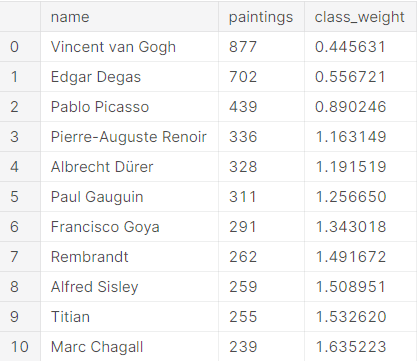 name paintings class_weight
0 Vincent van Gogh 877 0.445631
1 Edgar Degas 702 0.556721
2 Pablo Picasso 439 0.890246
3 Pierre-Auguste Renoir 336 1.163149
4 Albrecht Dürer 328 1.191519
5 Paul Gauguin 311 1.256650
6 Francisco Goya 291 1.343018
7 Rembrandt 262 1.491672
8 Alfred Sisley 259 1.508951
9 Titian 255 1.532620
10 Marc Chagall 239 1.635223